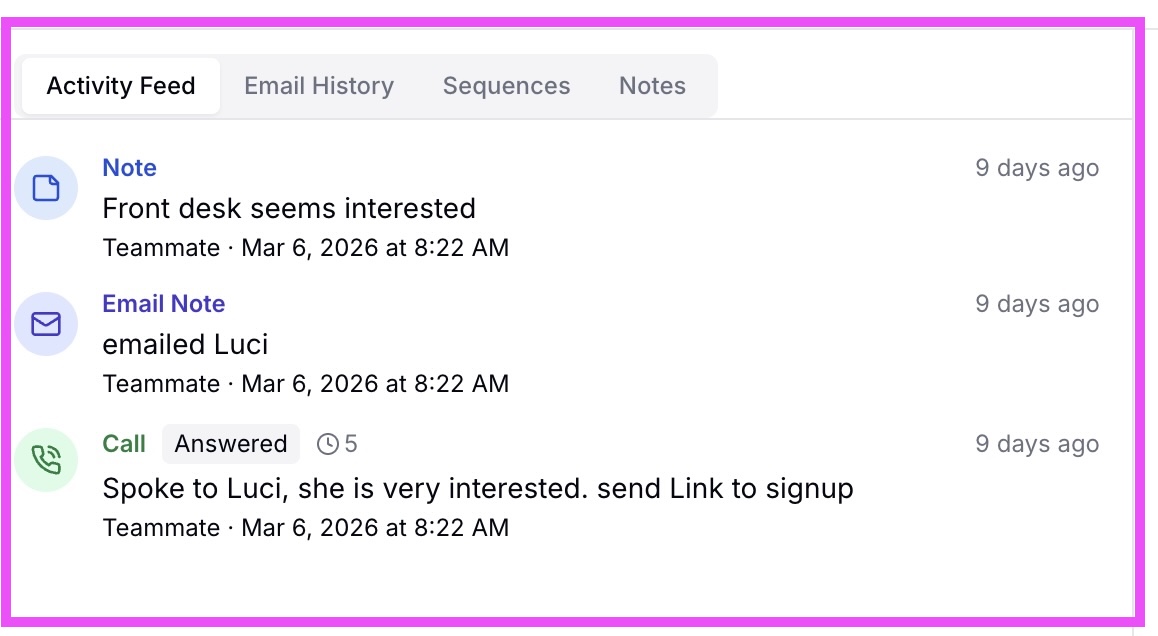 Activity Feed Email History Sequences Notes
Note 9 days ago
Front desk seems interested
Teammate · Mar 6, 2026 at 8:22 AM
Email Note 9 days ago
emailed Luci
Teammate · Mar 6, 2026 at 8:22 AM
Call Answered 5 9 days ago
Spoke to Luci, she is very interested. send Link to signup
Teammate · Mar 6, 2026 at 8:22 AM